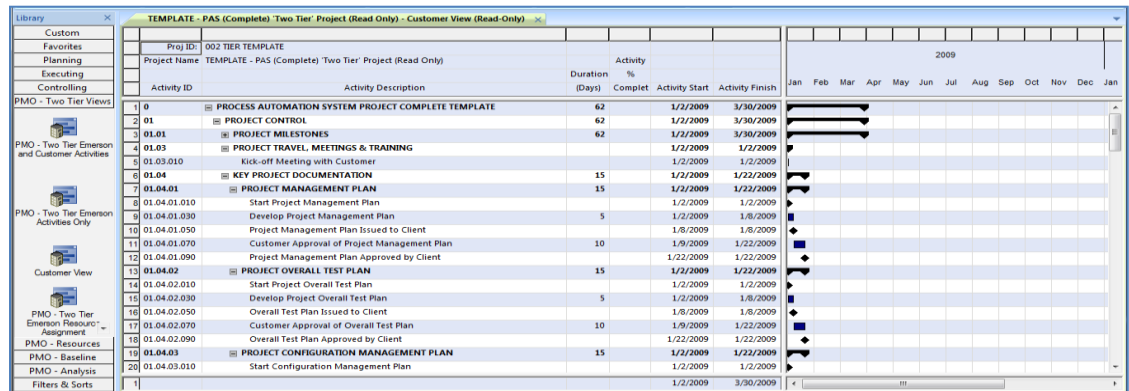 Library
Custom
Favorites
Planning
Executing
Controlling
PMO - Two Tier Views
PMO - Two Tier Emerson
and Customer Activities
PMO - Two Tier Emerson
Activities Only
Customer View
PMO - Two Tier
Emerson Resourc
Assignment
PMO - Resources
PMO - Baseline
PMO - Analysis
Filters & Sorts
TEMPLATE - PAS (Complete) 'Two Tier' Project (Read Only) - Customer View (Read-Only)
Proj ID: 002 TIER TEMPLATE
Project Name TEMPLATE - PAS (Complete) 'Two Tier' Project (Read Only)
Activity ID Activity Description Duration (Days) Activity % Complet Activity Start Activity Finish
2009
Jan Feb Mar Apr May Jun Jul Aug Sep Oct Nov Dec Jan
1 0 PROCESS AUTOMATION SYSTEM PROJECT COMPLETE TEMPLATE 62 1/2/2009 3/30/2009
2 01 PROJECT CONTROL 62 1/2/2009 3/30/2009
3 01.01 PROJECT MILESTONES 62 1/2/2009 3/30/2009
4 01.03 PROJECT TRAVEL, MEETINGS & TRAINING 1/2/2009 1/2/2009
5 01.03.010 Kick-off Meeting with Customer 1/2/2009 1/2/2009
6 01.04 KEY PROJECT DOCUMENTATION 15 1/2/2009 1/22/2009
7 01.04.01 PROJECT MANAGEMENT PLAN 15 1/2/2009 1/22/2009
8 01.04.01.010 Start Project Management Plan 1/2/2009 1/2/2009
9 01.04.01.030 Develop Project Management Plan 5 1/2/2009 1/8/2009
10 01.04.01.050 Project Management Plan Issued to Client 1/8/2009 1/8/2009
11 01.04.01.070 Customer Approval of Project Management Plan 10 1/9/2009 1/22/2009
12 01.04.01.090 Project Management Plan Approved by Client 1/22/2009 1/22/2009
13 01.04.02 PROJECT OVERALL TEST PLAN 15 1/2/2009 1/22/2009
14 01.04.02.010 Start Project Overall Test Plan 1/2/2009 1/2/2009
15 01.04.02.030 Develop Project Overall Test Plan 5 1/2/2009 1/8/2009
16 01.04.02.050 Overall Test Plan Issued to Client 1/8/2009 1/8/2009
17 01.04.02.070 Customer Approval of Overall Test Plan 10 1/9/2009 1/22/2009
18 01.04.02.090 Overall Test Plan Approved by Client 1/22/2009 1/22/2009
19 01.04.03 PROJECT CONFIGURATION MANAGEMENT PLAN 15 1/2/2009 1/22/2009
20 01.04.03.010 Start Configuration Management Plan 1/2/2009 1/2/2009
1 1/2/2009 3/30/2009